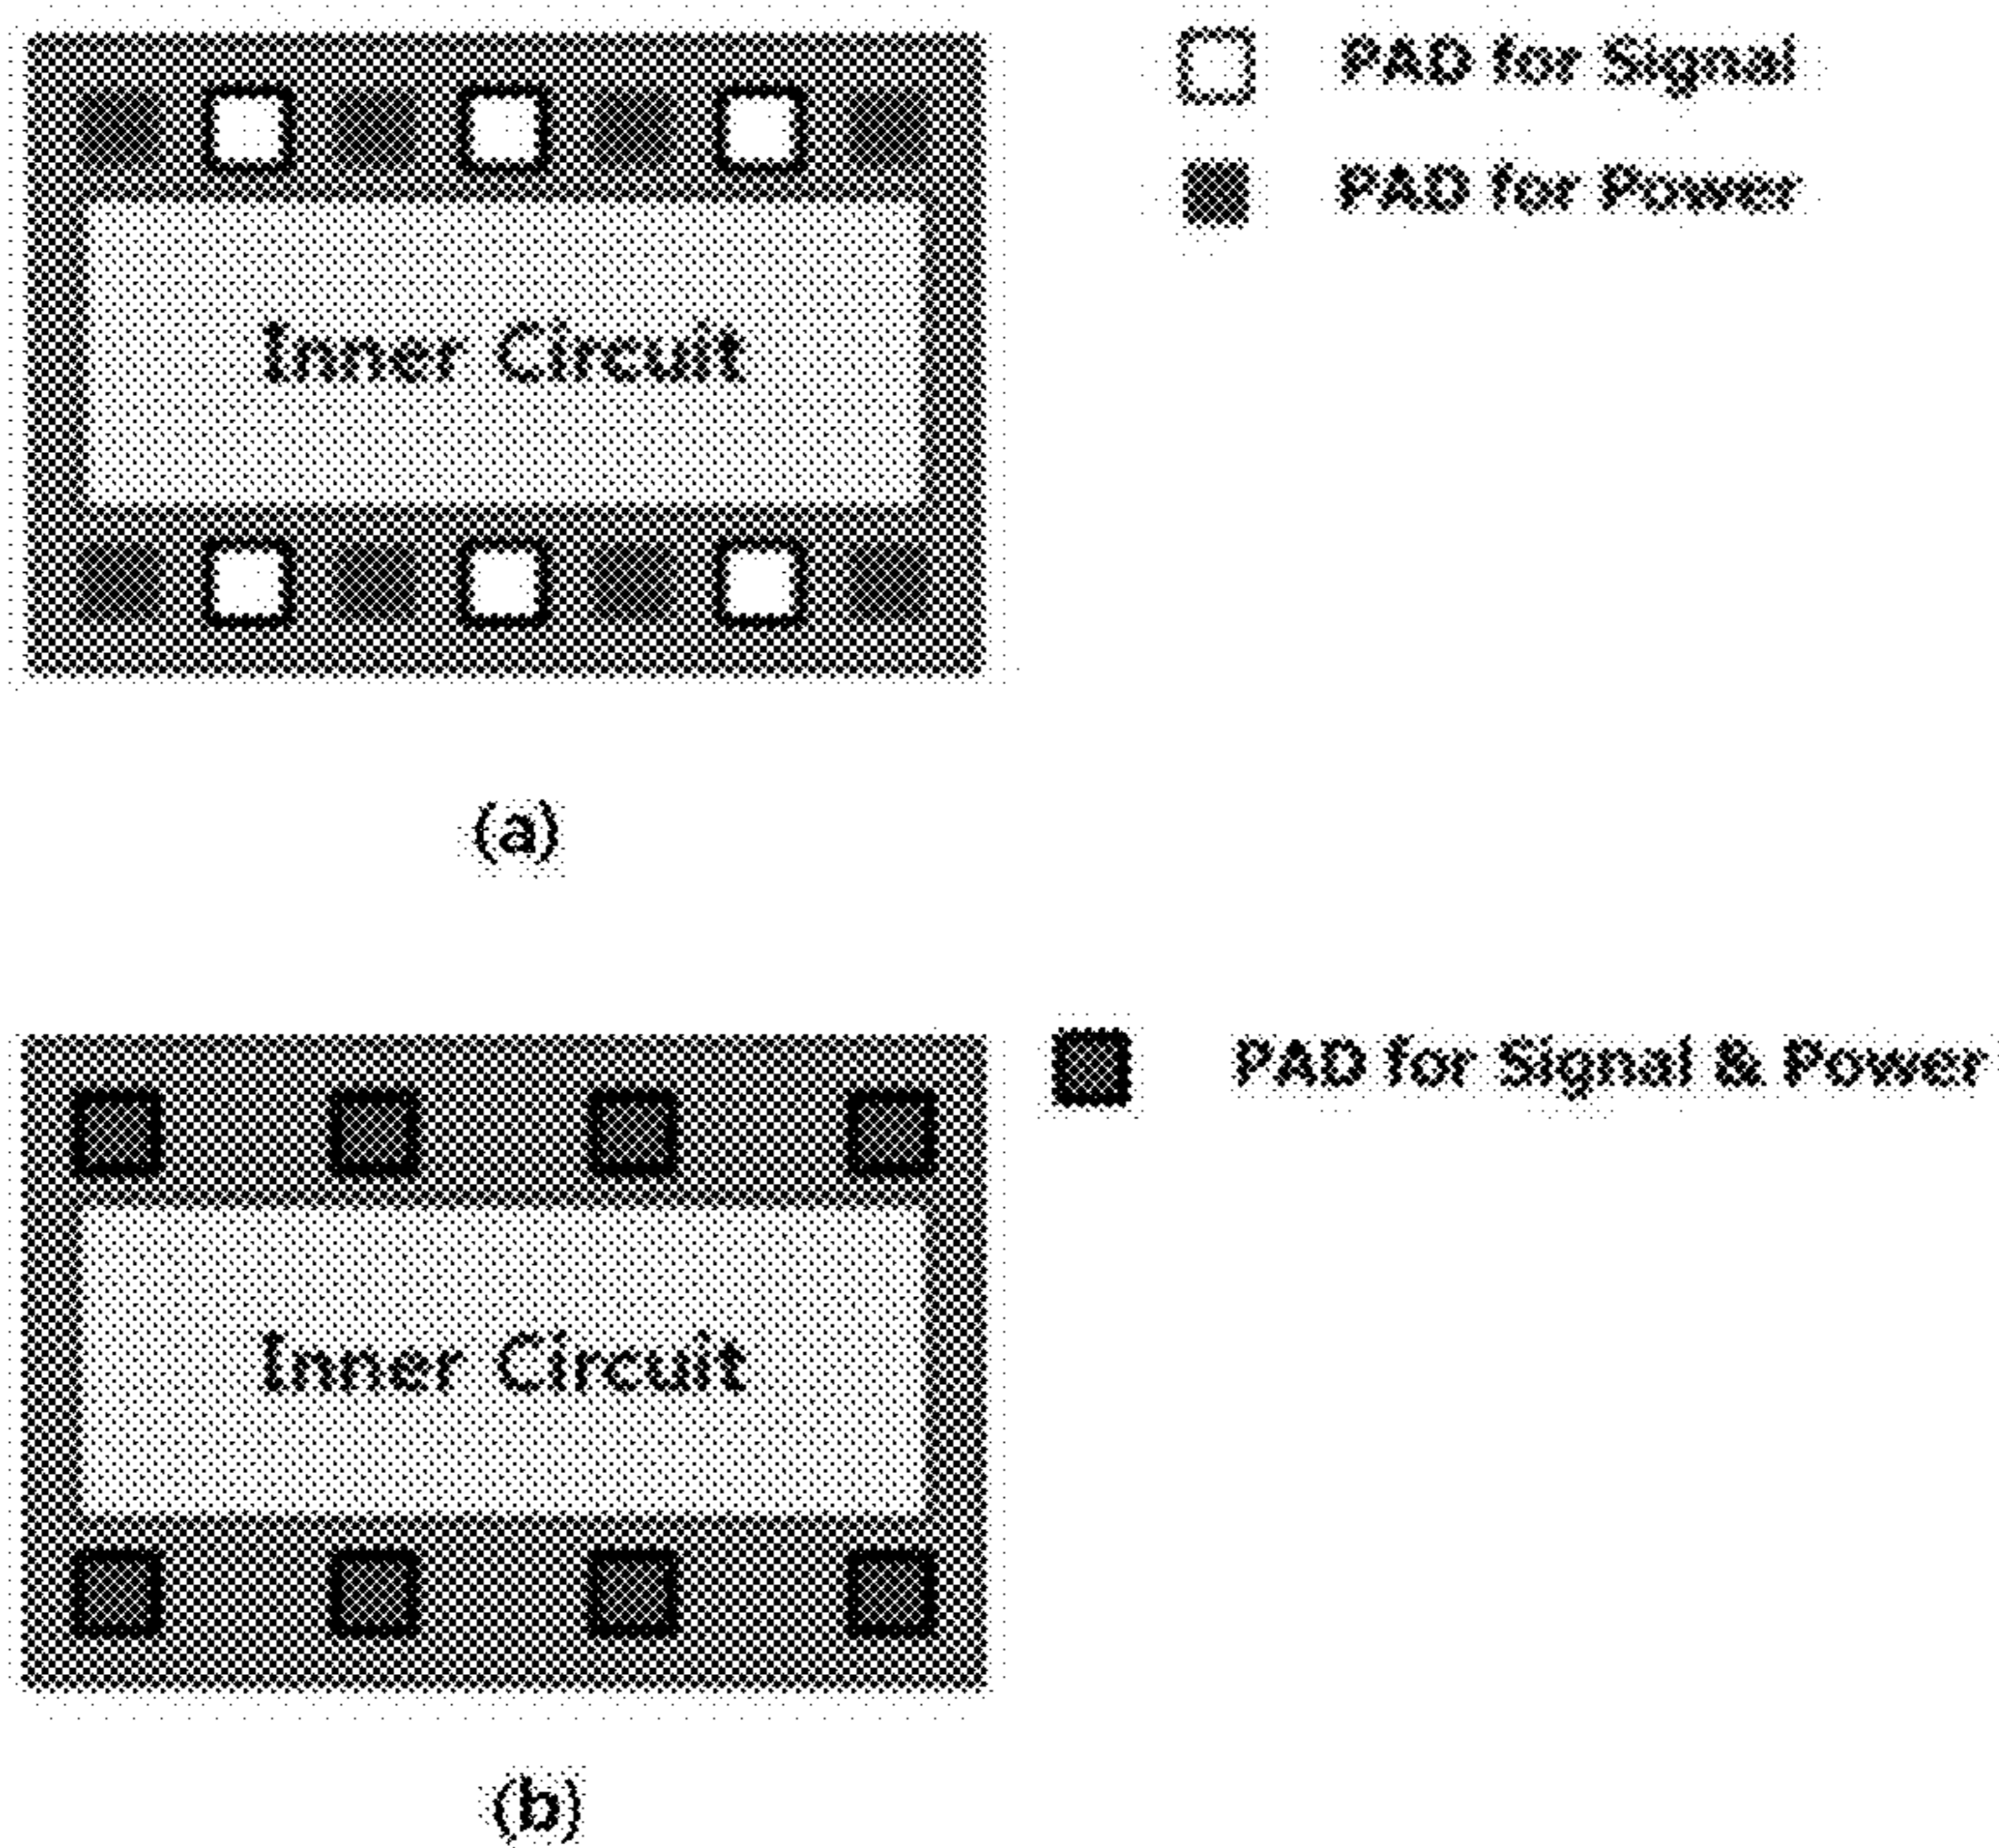 PAD for Signal
PAD for Power
Inner Circuit
(a)
PAD for Signal & Power
Inner Circuit
(b)